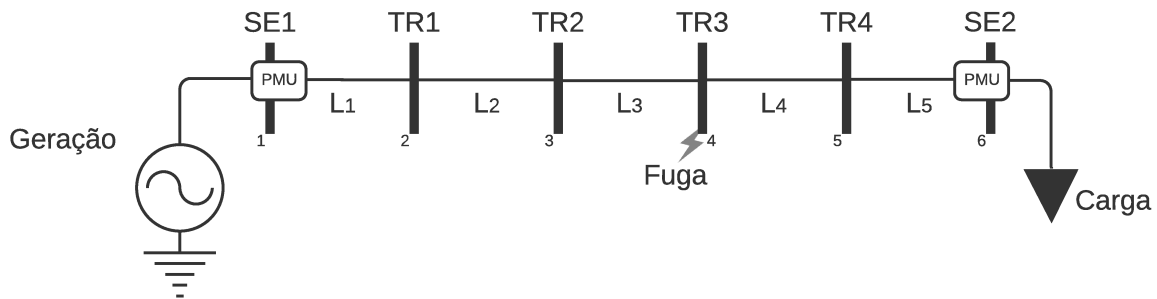 SE1 TR1 TR2 TR3 TR4 SE2
PMU PMU
L1 L2 L3 L4 L5
Geração
1 2 3 4 5 6
Fuga
Carga